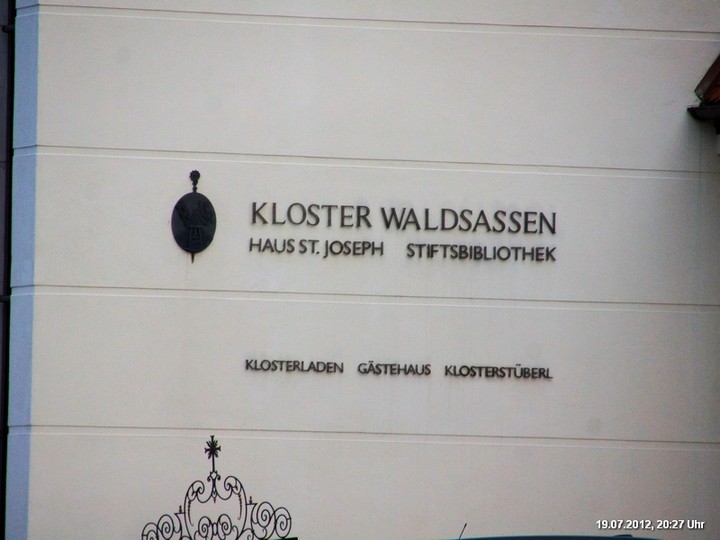 KLOSTER WALDSASSEN
HAUS ST. JOSEPH STIFTSBIBLIOTHEK
KLOSTERLADEN GÄSTEHAUS KLOSTERSTÜBERL
19.07.2012, 20:27 Uhr